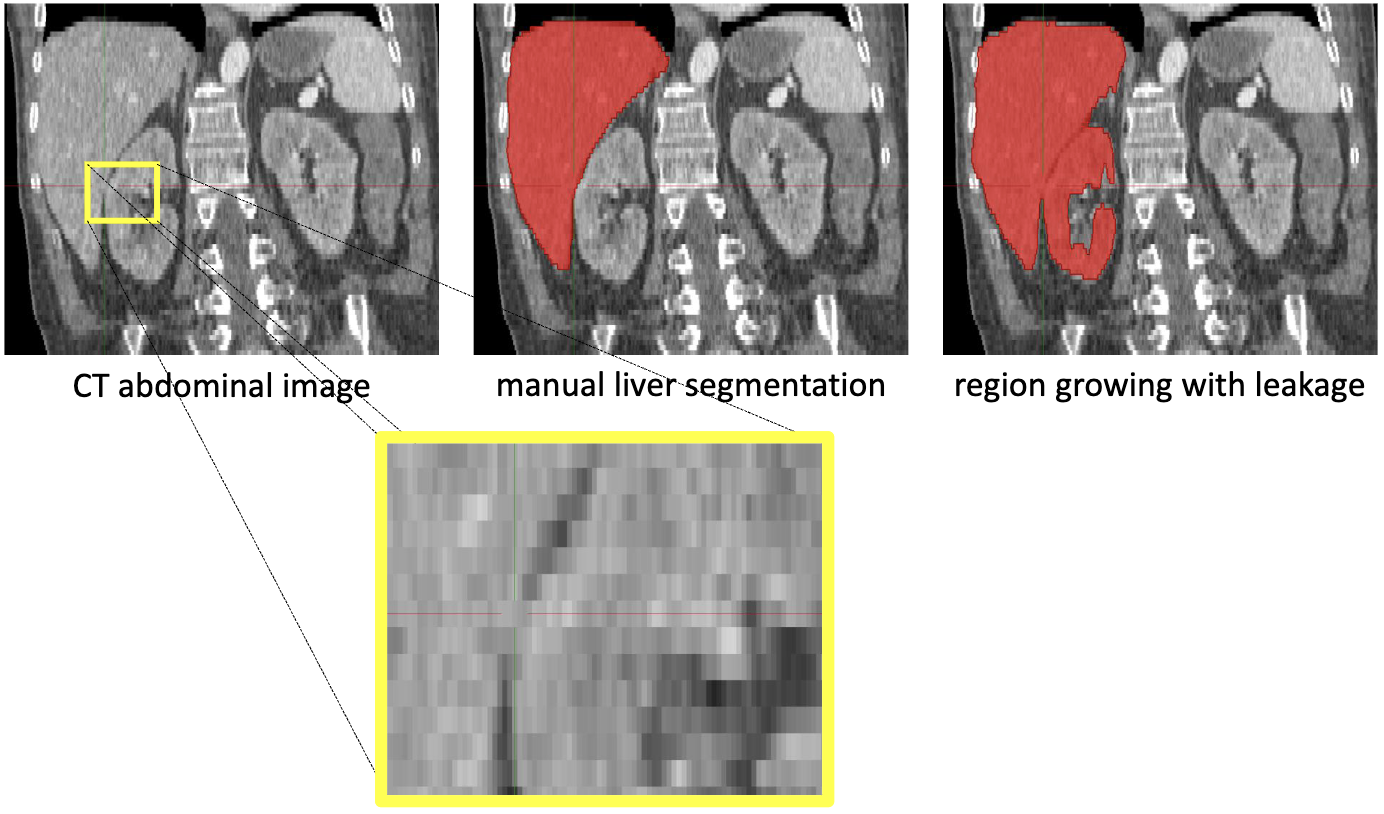 CT abdominal image
manual liver segmentation
region growing with leakage